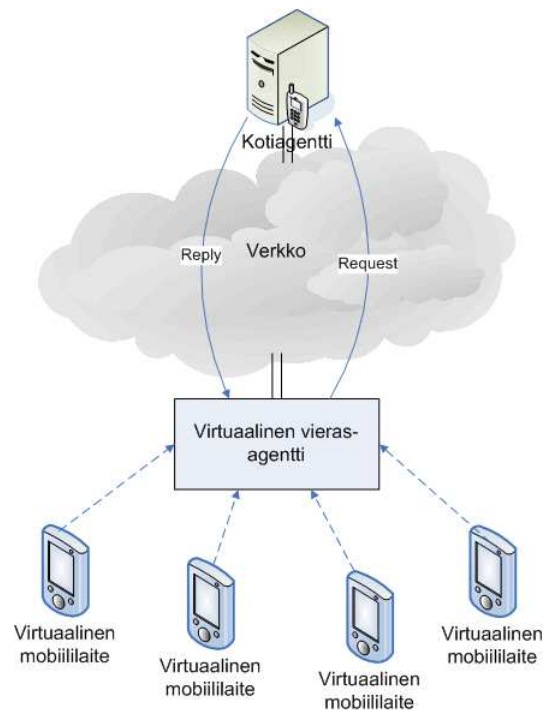 Kotiagentti
Verkko
Reply
Request
Virtuaalinen vieras-
agentti
Virtuaalinen
mobiililaite
Virtuaalinen
mobiililaite
Virtuaalinen
mobiililaite
Virtuaalinen
mobiililaite